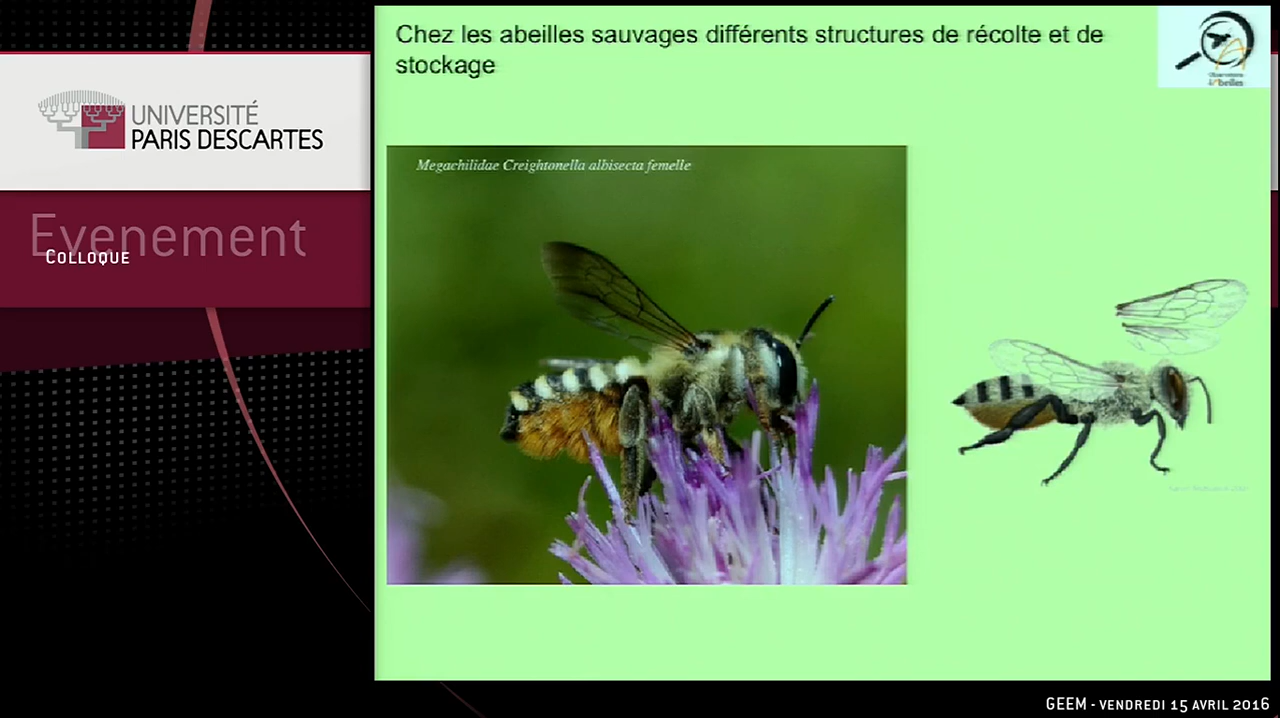 Chez les abeilles sauvages différents structures de récolte et de
stockage
UNIVERSITÉ
PARIS DESCARTES
Evenement
COLLOQUE
Megachilidae Creightonella albisecta femelle
GEEM - VENDREDI 15 AVRIL 2016